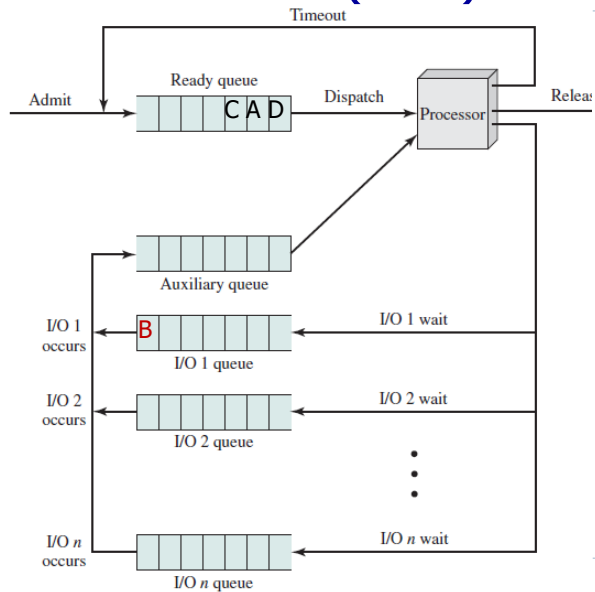 Timeout
Ready queue
Admit
C A D
Dispatch
Processor
Releas
Auxiliary queue
I/O 1
occurs
B
I/O 1 wait
I/O 1 queue
I/O 2
occurs
I/O 2 wait
I/O 2 queue
I/O n
occurs
I/O n wait
I/O n queue